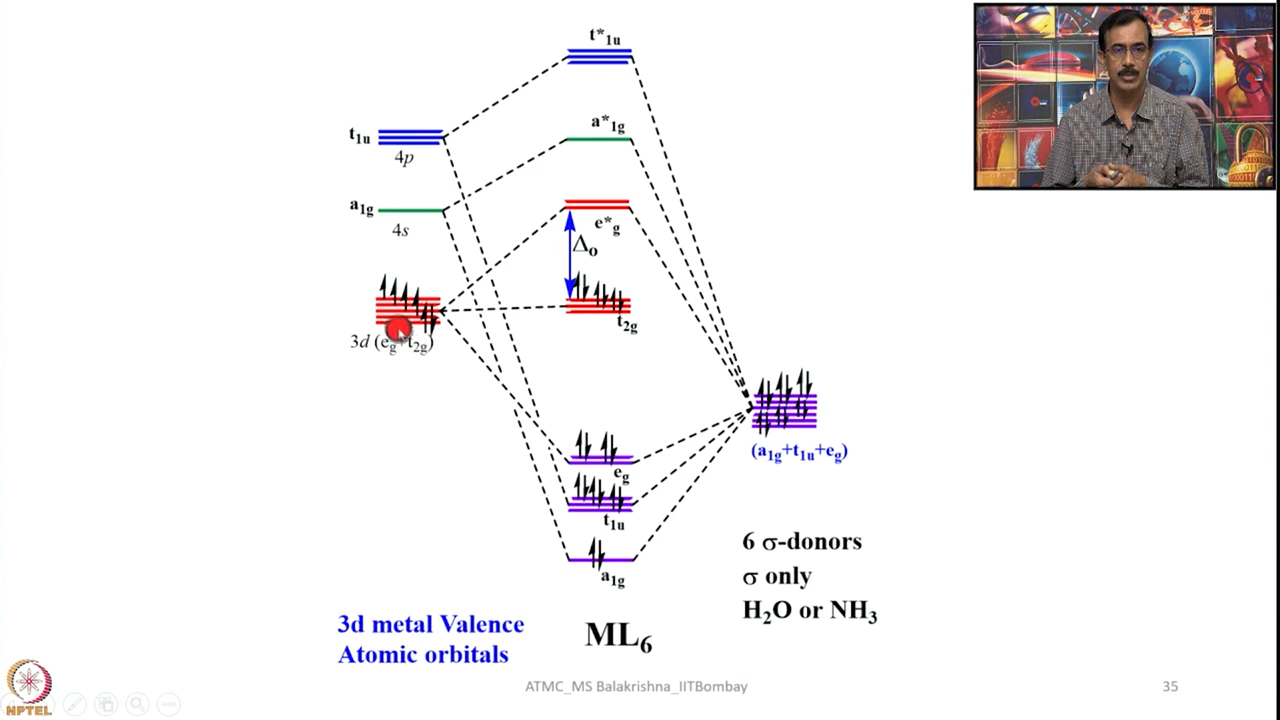 t*1u
t1u
4p
a*1g
a1g
4s
e*g
Δo
t2g
3d (eg+t2g)
(a1g+t1u+eg)
eg
t1u
a1g
6 σ-donors
σ only
H2O or NH3
3d metal Valence
Atomic orbitals
ML6
ATMC_MS Balakrishna_IITBombay
35
NPTEL